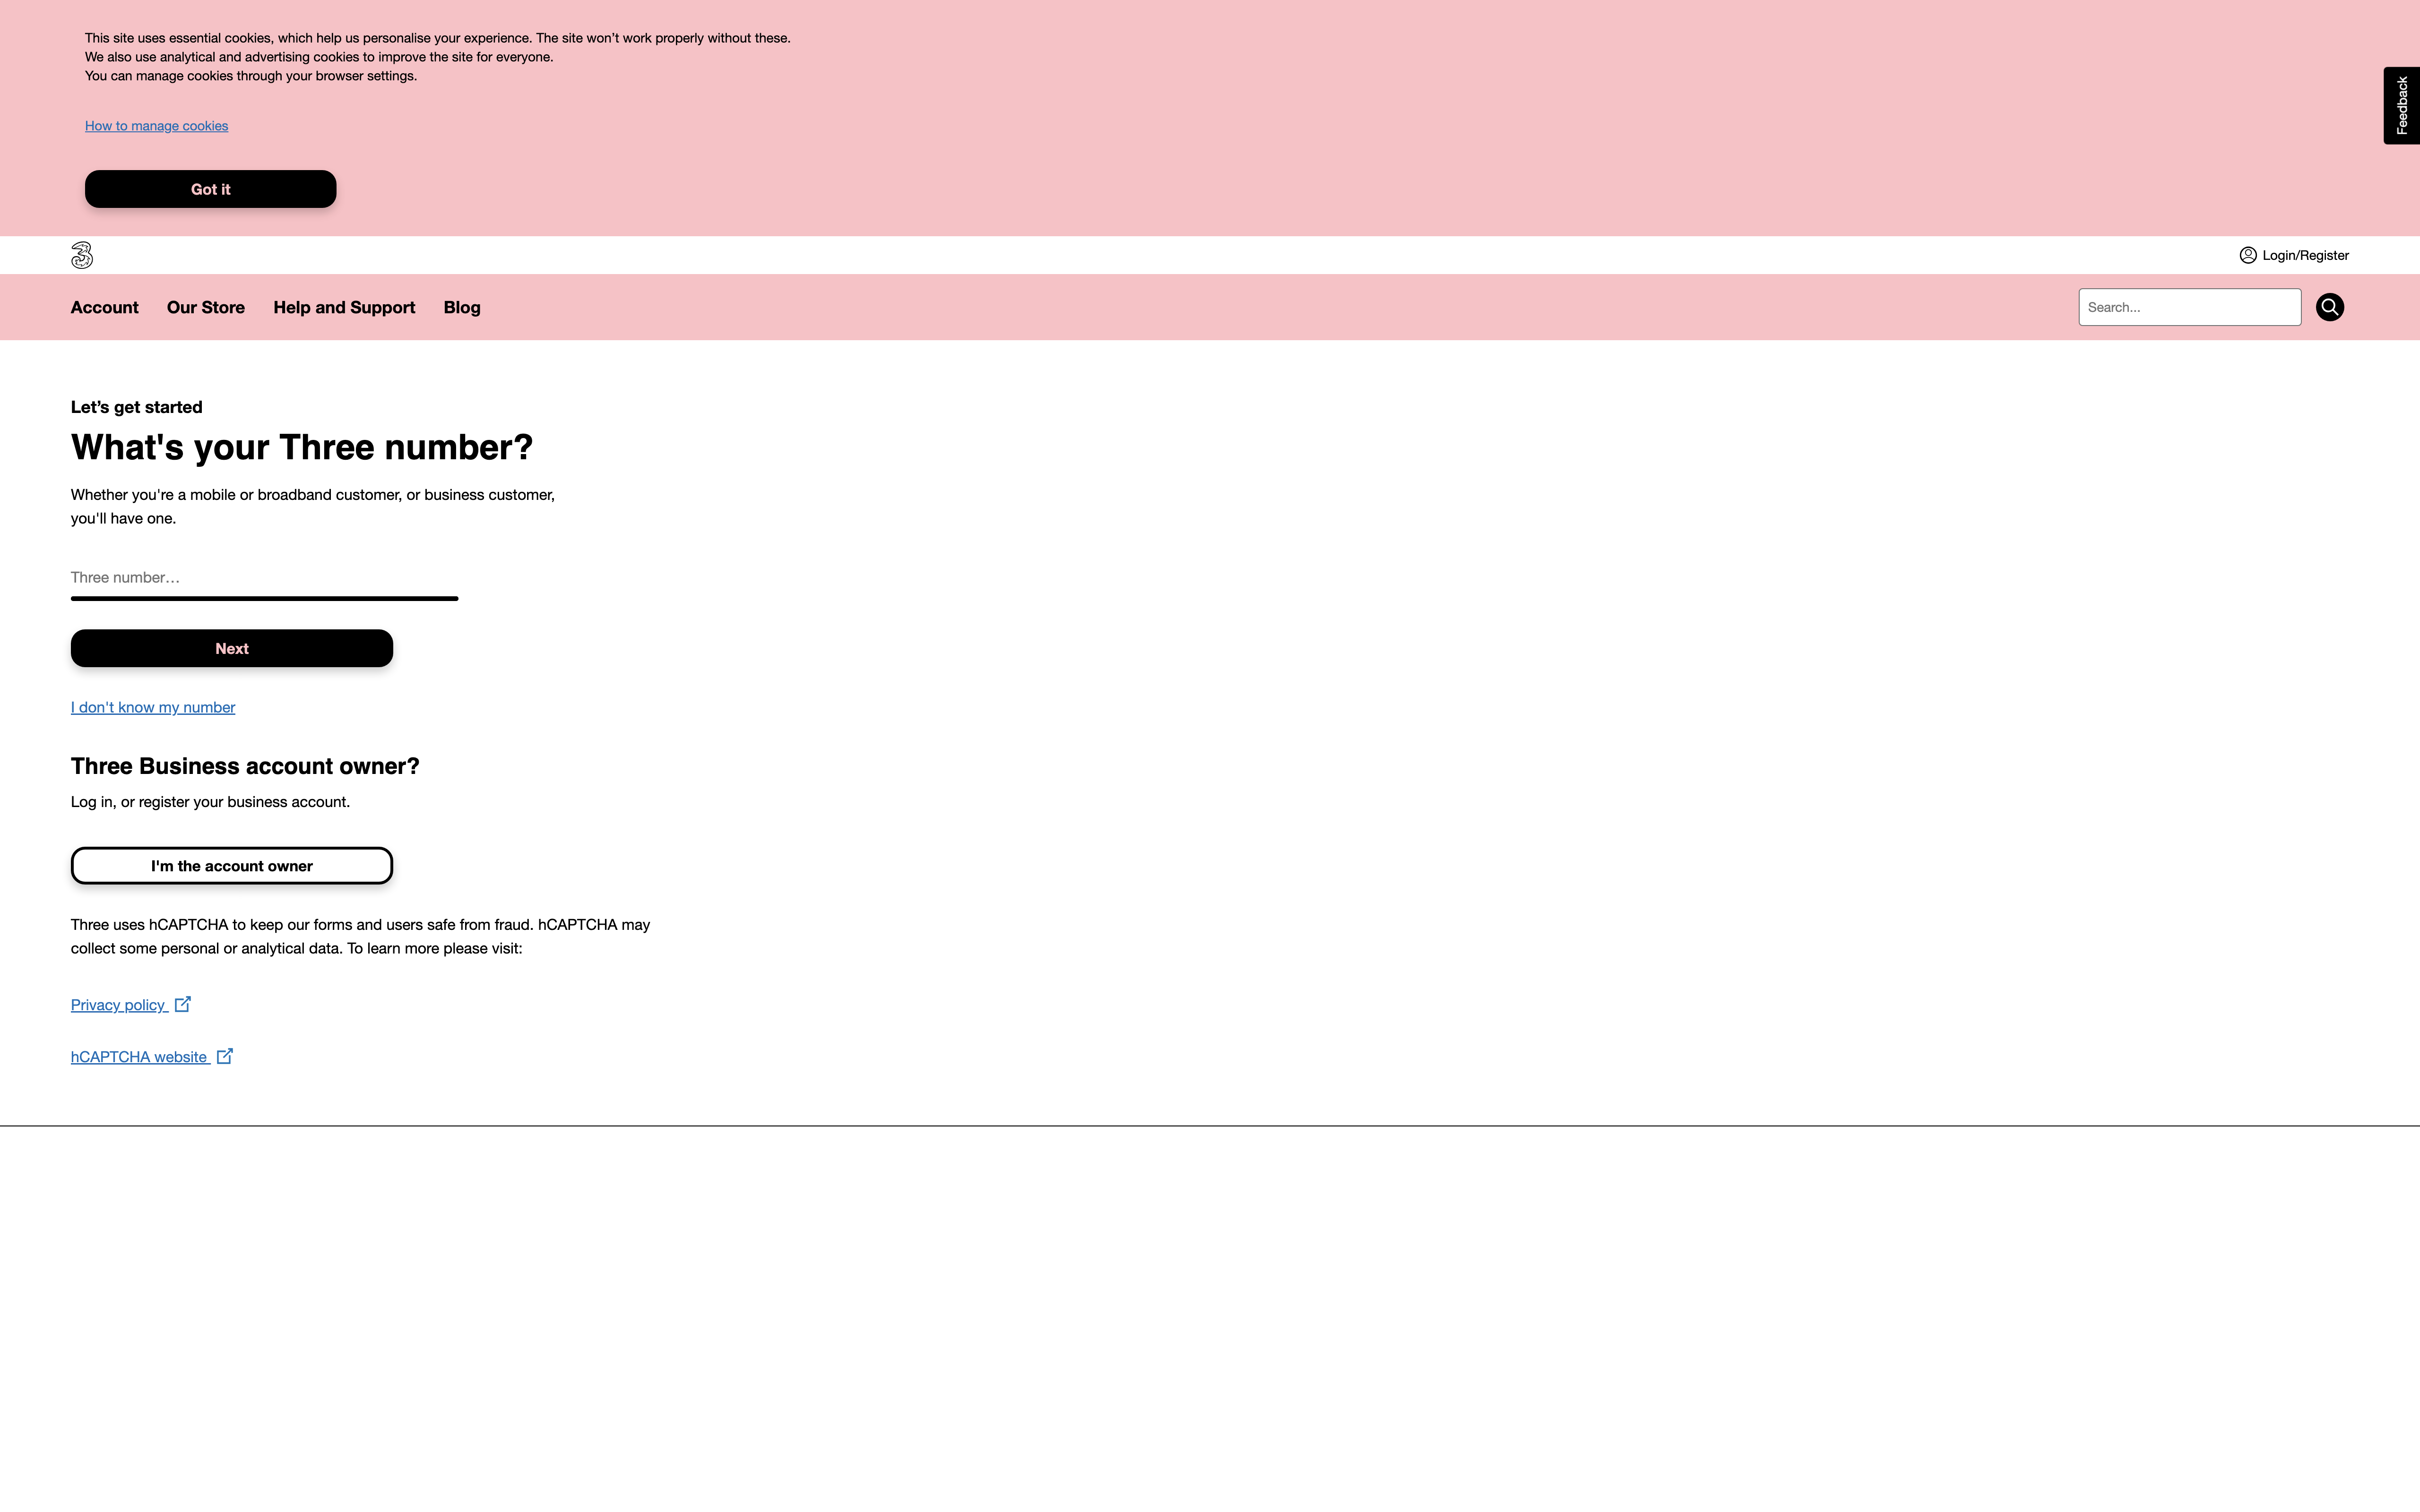 This site uses essential cookies, which help us personalise your experience. The site won’t work properly without these.
We also use analytical and advertising cookies to improve the site for everyone.
You can manage cookies through your browser settings.
How to manage cookies
Got it
Feedback
3
Login/Register
Account
Our Store
Help and Support
Blog
Search...
Let’s get started
What's your Three number?
Whether you're a mobile or broadband customer, or business customer,
you'll have one.
Three number…
Next
I don't know my number
Three Business account owner?
Log in, or register your business account.
I'm the account owner
Three uses hCAPTCHA to keep our forms and users safe from fraud. hCAPTCHA may
collect some personal or analytical data. To learn more please visit:
Privacy policy
hCAPTCHA website